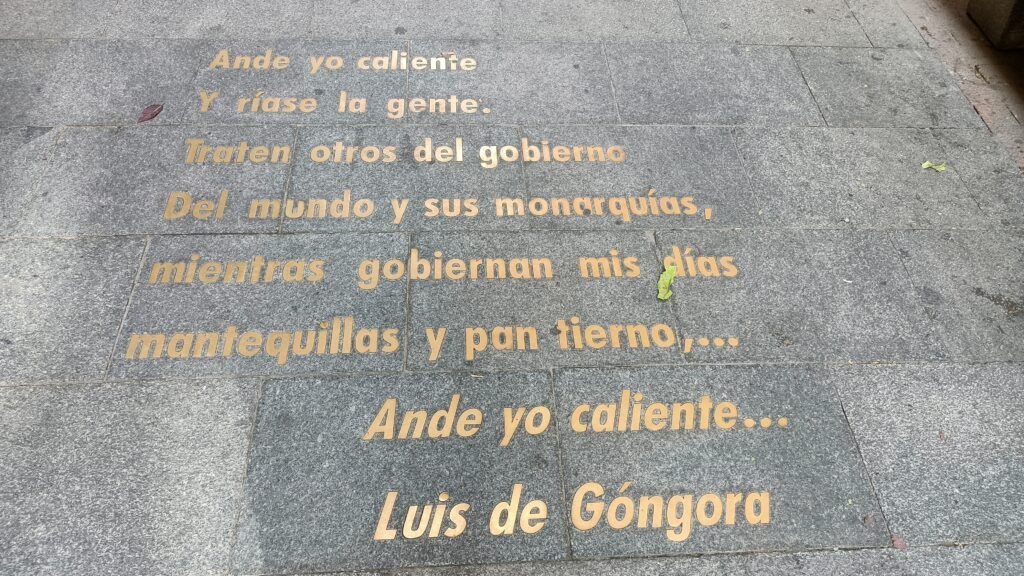 Ande yo caliente
Y ríase la gente.
Traten otros del gobierno
Del mundo y sus monarquías,
mientras gobiernan mis días
mantequillas y pan tierno,...
Ande yo caliente...
Luis de Góngora